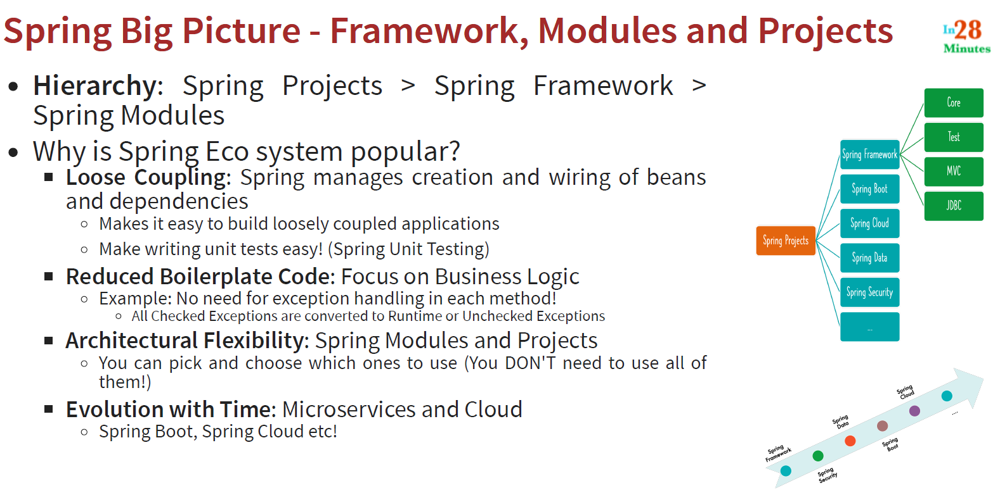 Spring Big Picture - Framework, Modules and Projects
In28
Minutes
Hierarchy: Spring Projects > Spring Framework >
Spring Modules
Why is Spring Eco system popular?
Loose Coupling: Spring manages creation and wiring of beans
and dependencies
Makes it easy to build loosely coupled applications
Make writing unit tests easy! (Spring Unit Testing)
Reduced Boilerplate Code: Focus on Business Logic
Example: No need for exception handling in each method!
All Checked Exceptions are converted to Runtime or Unchecked Exceptions
Architectural Flexibility: Spring Modules and Projects
You can pick and choose which ones to use (You DON'T need to use all of
them!)
Evolution with Time: Microservices and Cloud
Spring Boot, Spring Cloud etc!
Spring Projects
Spring Framework
Spring Boot
Spring Cloud
Spring Data
Spring Security
...
Core
Test
MVC
JDBC
Spring
Framework
Spring
Security
Spring
Data
Spring
Boot
Spring
Cloud
....